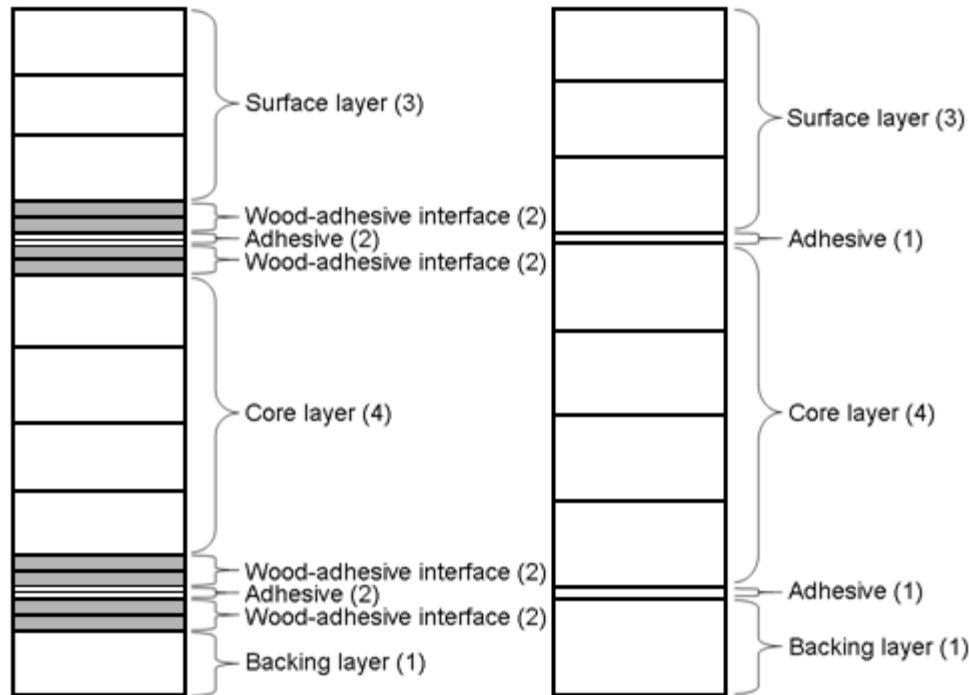 Surface layer (3)
Wood-adhesive interface (2)
Adhesive (2)
Wood-adhesive interface (2)
Core layer (4)
Wood-adhesive interface (2)
Adhesive (2)
Wood-adhesive interface (2)
Backing layer (1)
Surface layer (3)
Adhesive (1)
Core layer (4)
Adhesive (1)
Backing layer (1)